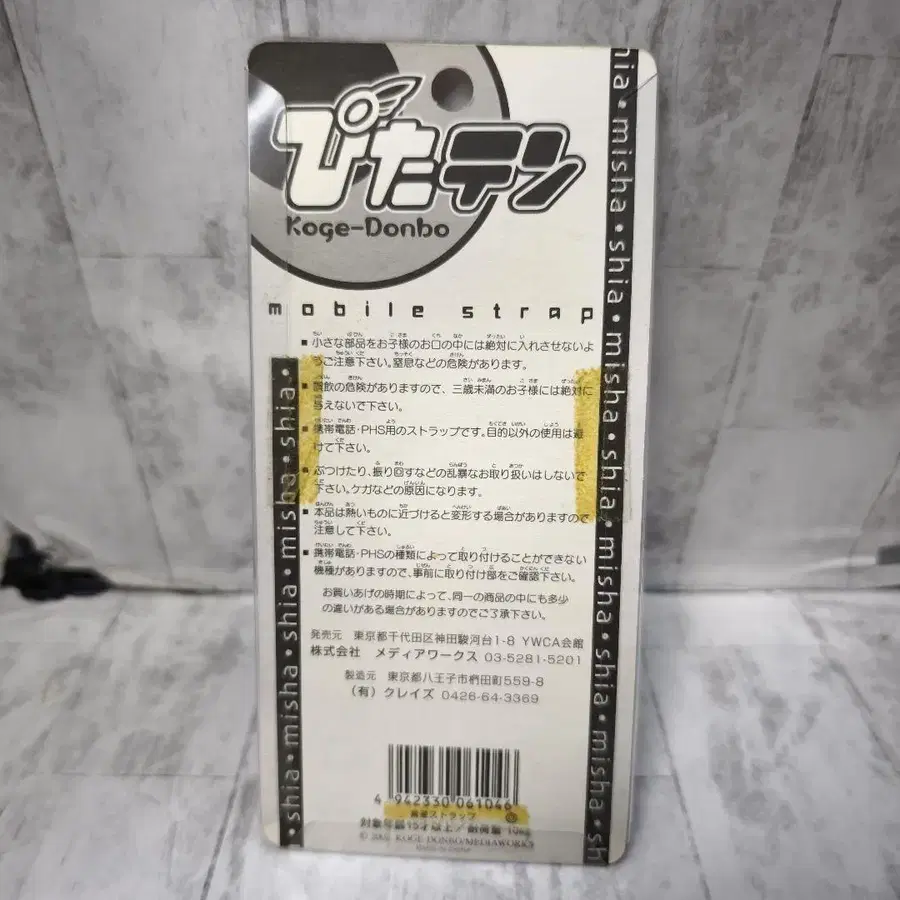 ぴたテン
Koge-Donbo
mobile strap
■小さな部品をお子様のお口の中には絶対に入れさせないよ
うご注意下さい。窒息などの危険があります。
■誤飲の危険がありますので、三歳未満のお子様には絶対に
与えないで下さい。
■携帯電話・PHS用のストラップです。目的以外の使用は避
けて下さい。
■ぶつけたり、振り回すなどの乱暴なお取り扱いはしないで
下さい。ケガなどの原因になります。
■本品は熱いものに近づけると変形する場合がありますので
注意して下さい。
■携帯電話・PHSの種類によって取り付けることができない
機種がありますので、事前に取り付け部をご確認下さい。
お買いあげの時期によって、同一の商品の中にも多少
の違いがある場合がありますのでご了承下さい。
発売元 東京都千代田区神田駿河台1-8 YWCA会館
株式会社 メディアワークス 03-5281-5201
製造元 東京都八王子市椚田町559-8
(有)クレイズ 0426-64-3369
4 942330 061046
ストラップ
KOGE-DONBO/MEDIAWORKS
shia・misha・shia・misha・shia・
hia・misha・shia・misha・shia・misha・shia・misha・sh